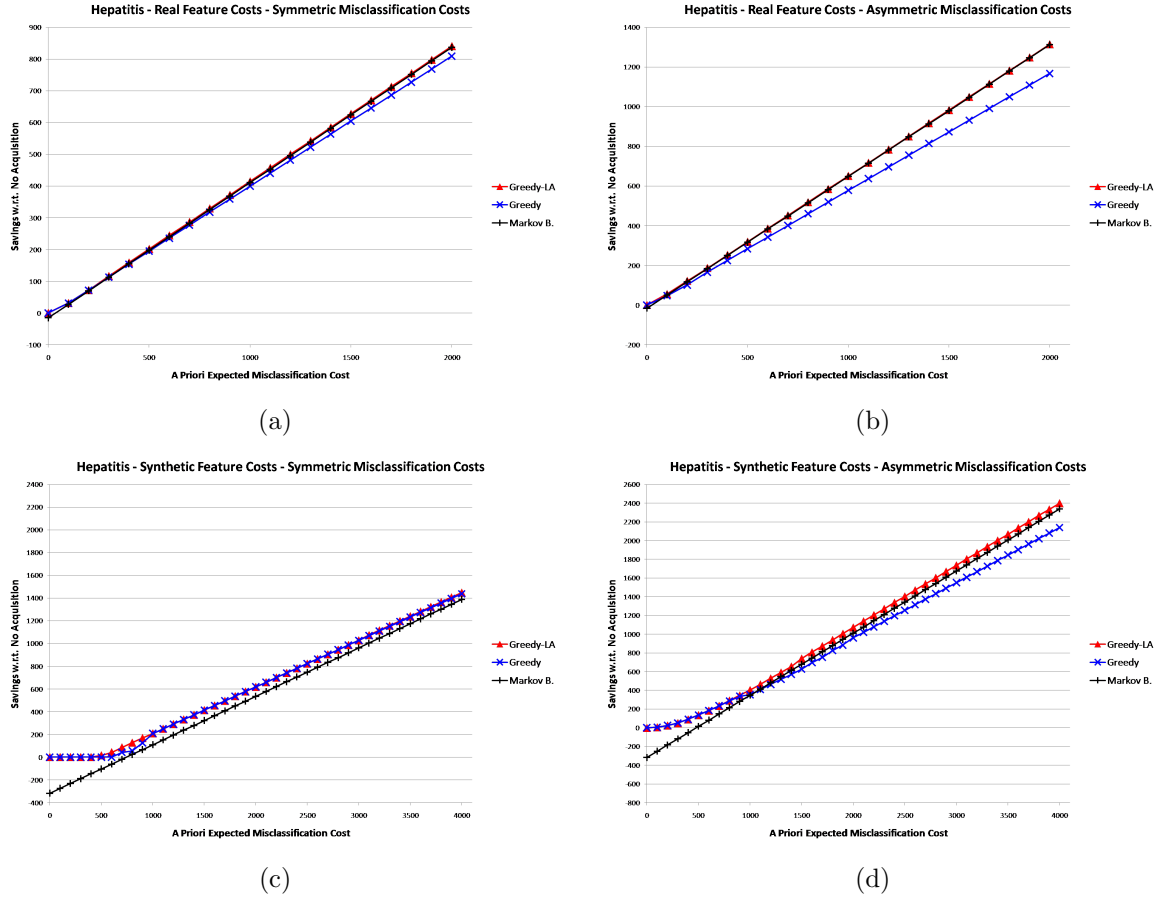 Hepatitis - Real Feature Costs - Symmetric Misclassification Costs
900
800
700
600
500
400
300
200
100
0
-100
Savings w.r.t. No Acquisition
0 500 1000 1500 2000
A Priori Expected Misclassification Cost
Greedy-LA
Greedy
Markov B.
(a)
Hepatitis - Real Feature Costs - Asymmetric Misclassification Costs
1400
1200
1000
800
600
400
200
0
-200
Savings w.r.t. No Acquisition
0 500 1000 1500 2000
A Priori Expected Misclassification Cost
Greedy-LA
Greedy
Markov B.
(b)
Hepatitis - Synthetic Feature Costs - Symmetric Misclassification Costs
2400
2200
2000
1800
1600
1400
1200
1000
800
600
400
200
0
-200
-400
Savings w.r.t. No Acquisition
0 500 1000 1500 2000 2500 3000 3500 4000
A Priori Expected Misclassification Cost
Greedy-LA
Greedy
Markov B.
(c)
Hepatitis - Synthetic Feature Costs - Asymmetric Misclassification Costs
2600
2400
2200
2000
1800
1600
1400
1200
1000
800
600
400
200
0
-200
-400
-600
-800
Savings w.r.t. No Acquisition
0 500 1000 1500 2000 2500 3000 3500 4000
A Priori Expected Misclassification Cost
Greedy-LA
Greedy
Markov B.
(d)